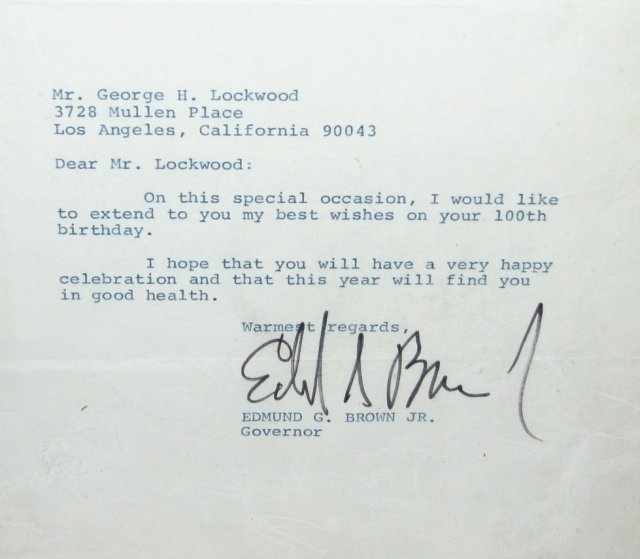 Mr. George H. Lockwood
3728 Mullen Place
Los Angeles, California 90043
Dear Mr. Lockwood:
On this special occasion, I would like
to extend to you my best wishes on your 100th
birthday.
I hope that you will have a very happy
celebration and that this year will find you
in good health.
Warmest regards,
Edmd G Brown J
EDMUND G. BROWN JR.
Governor